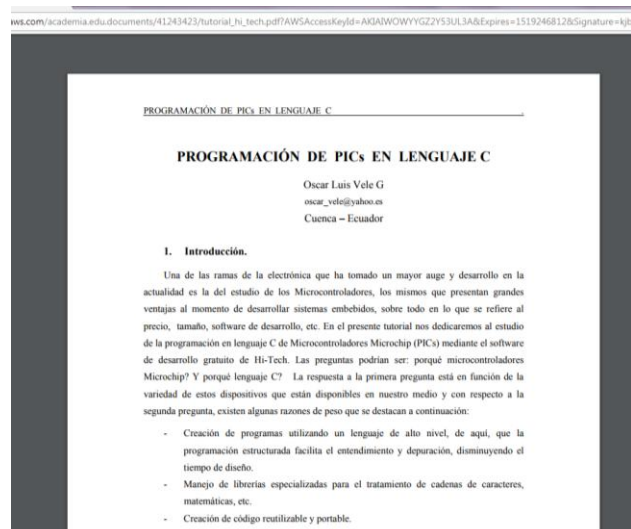 ws.com/academia.edu.documents/41243423/tutorial_hi_tech.pdf?AWSAccessKeyId=AKIAIWOWYYGZ2Y53UL3A&Expires=1519246812&Signature=kjb
PROGRAMACIÓN DE PICs EN LENGUAJE C .
PROGRAMACIÓN DE PICs EN LENGUAJE C
Oscar Luis Vele G
oscar_vele@yahoo.es
Cuenca – Ecuador
1. Introducción.
Una de las ramas de la electrónica que ha tomado un mayor auge y desarrollo en la
actualidad es la del estudio de los Microcontroladores, los mismos que presentan grandes
ventajas al momento de desarrollar sistemas embebidos, sobre todo en lo que se refiere al
precio, tamaño, software de desarrollo, etc. En el presente tutorial nos dedicaremos al estudio
de la programación en lenguaje C de Microcontroladores Microchip (PICs) mediante el software
de desarrollo gratuito de Hi-Tech. Las preguntas podrían ser: porqué microcontroladores
Microchip? Y porqué lenguaje C? La respuesta a la primera pregunta está en función de la
variedad de estos dispositivos que están disponibles en nuestro medio y con respecto a la
segunda pregunta, existen algunas razones de peso que se destacan a continuación:
- Creación de programas utilizando un lenguaje de alto nivel, de aquí, que la
programación estructurada facilita el entendimiento y depuración, disminuyendo el
tiempo de diseño.
- Manejo de librerías especializadas para el tratamiento de cadenas de caracteres,
matemáticas, etc.
- Creación de código reutilizable y portable.